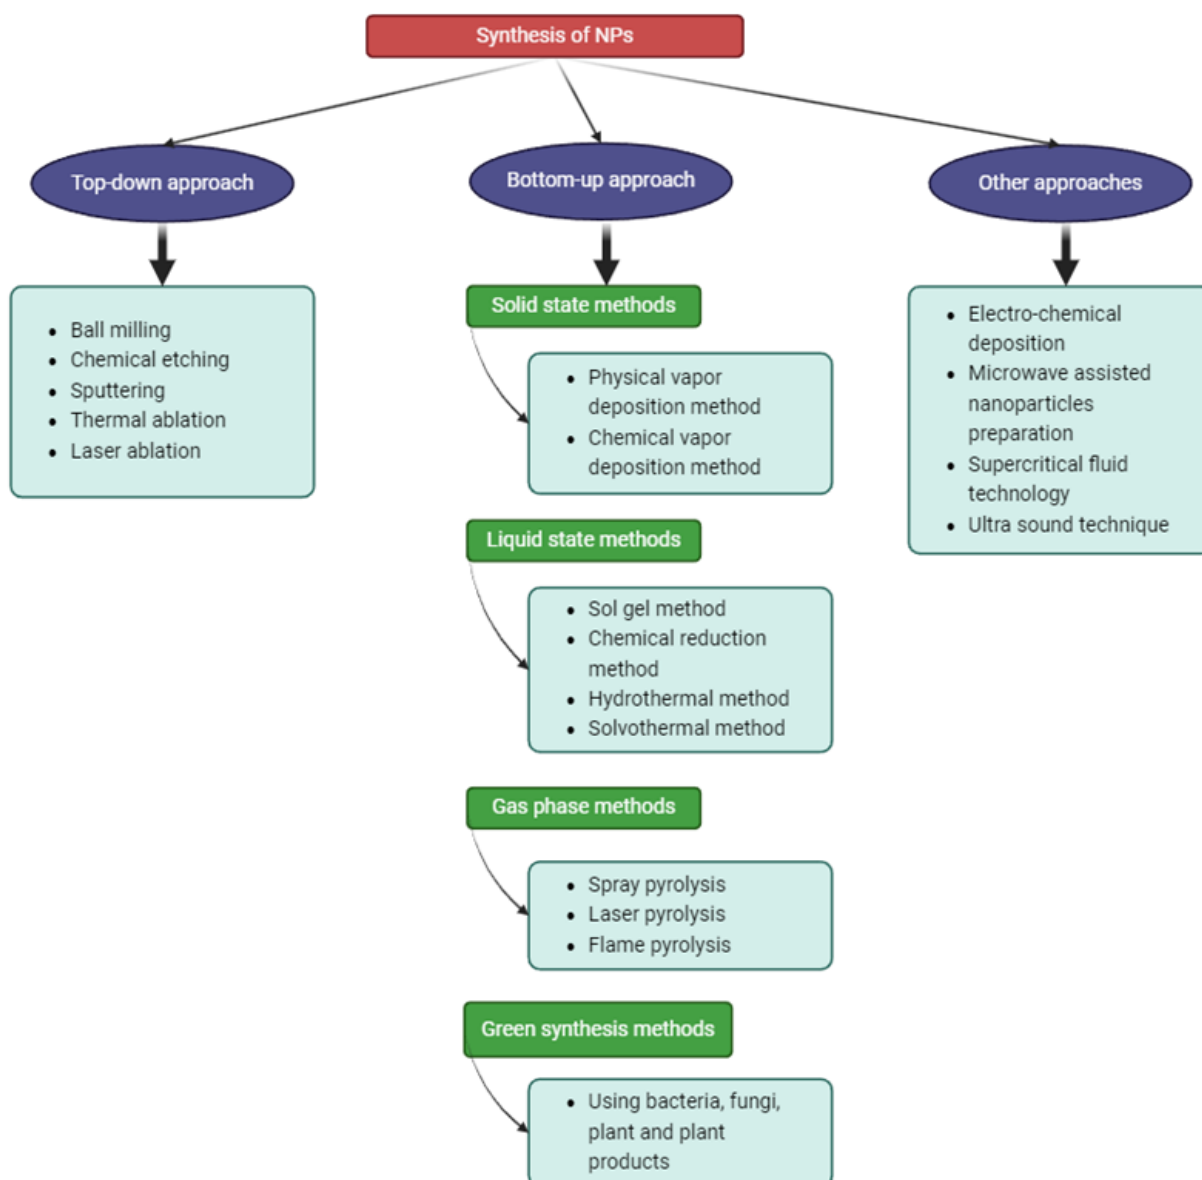 Synthesis of NPs
Top-down approach
Bottom-up approach
Other approaches
• Ball milling
• Chemical etching
• Sputtering
• Thermal ablation
• Laser ablation
Solid state methods
• Physical vapor
deposition method
• Chemical vapor
deposition method
Liquid state methods
• Sol gel method
• Chemical reduction
method
• Hydrothermal method
• Solvothermal method
Gas phase methods
• Spray pyrolysis
• Laser pyrolysis
• Flame pyrolysis
Green synthesis methods
• Using bacteria, fungi,
plant and plant
products
• Electro-chemical
deposition
• Microwave assisted
nanoparticles
preparation
• Supercritical fluid
technology
• Ultra sound technique